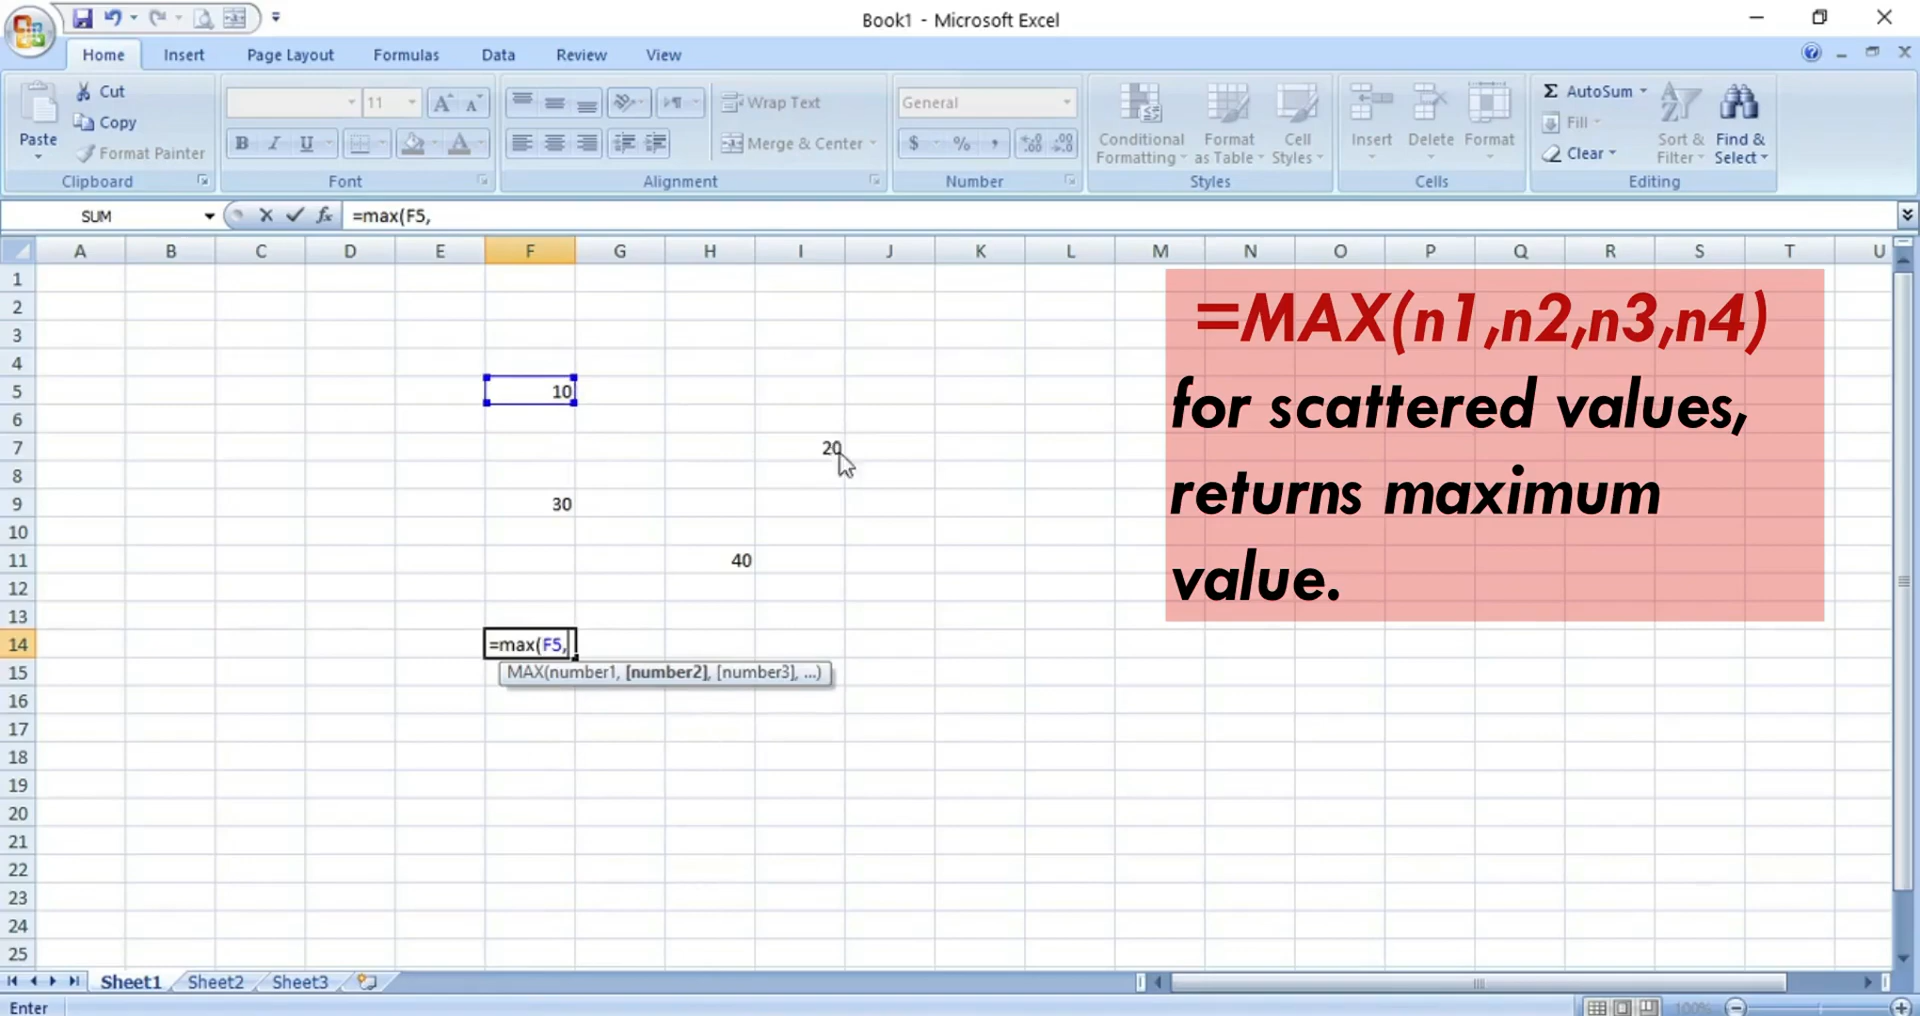 Book1 - Microsoft Excel
Home Insert Page Layout Formulas Data Review View
Paste
Cut
Copy
Format Painter
Clipboard
11
B I U
Font
Wrap Text
Merge & Center
Alignment
General
$ % ,
Number
Conditional Formatting
Format as Table
Cell Styles
Styles
Insert Delete Format
Cells
Σ AutoSum
Fill
Clear
Sort & Filter
Find & Select
Editing
SUM fx =max(F5,
A B C D E F G H I J K L M N O P Q R S T U
1
2
3
4
5 10
6
7 20
8
9 30
10
11 40
12
13
14 =max(F5,
15 MAX(number1, [number2], [number3], ...)
16
17
18
19
20
21
22
23
24
25
=MAX(n1,n2,n3,n4)
for scattered values,
returns maximum
value.
Sheet1 Sheet2 Sheet3
Enter 100%